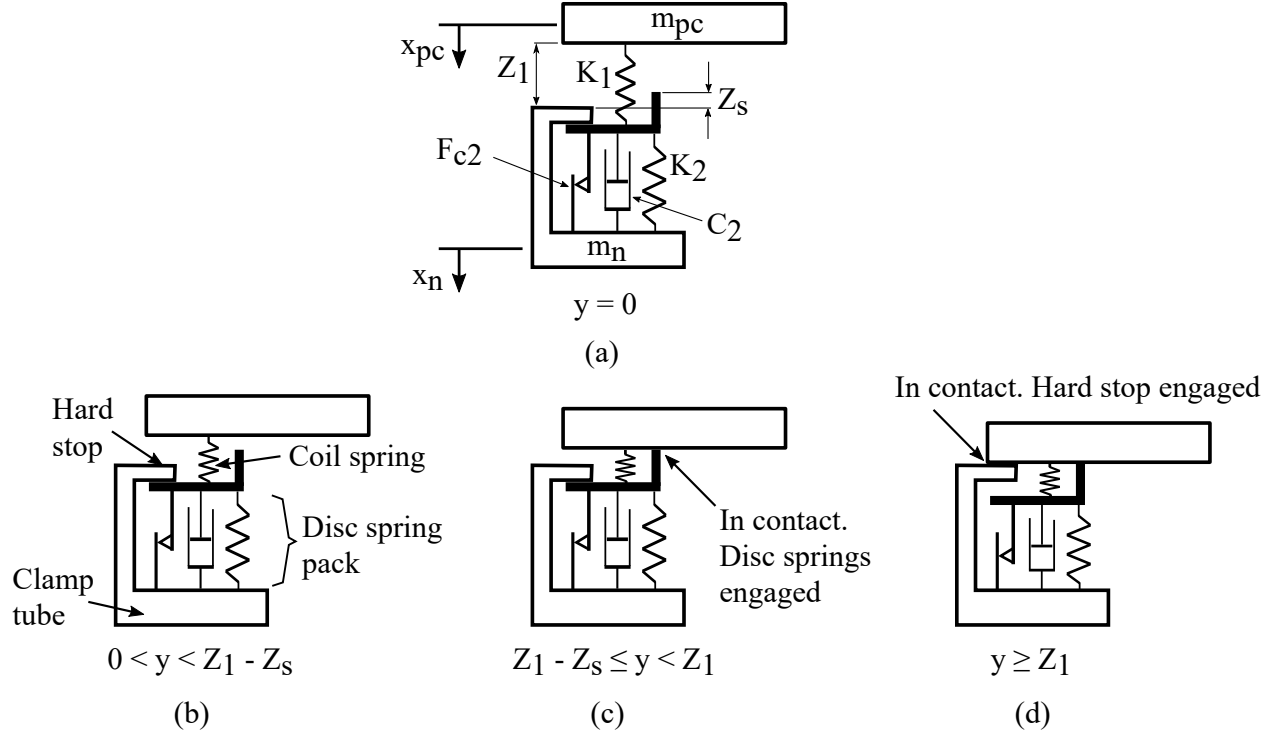 m_pc
x_pc
Z_1
K_1
Z_s
F_c2
K_2
C_2
m_n
x_n
y = 0
(a)
Hard
stop
Coil spring
Disc spring
pack
Clamp
tube
0 < y < Z_1 - Z_s
(b)
In contact.
Disc springs
engaged
Z_1 - Z_s ≤ y < Z_1
(c)
In contact. Hard stop engaged
y ≥ Z_1
(d)